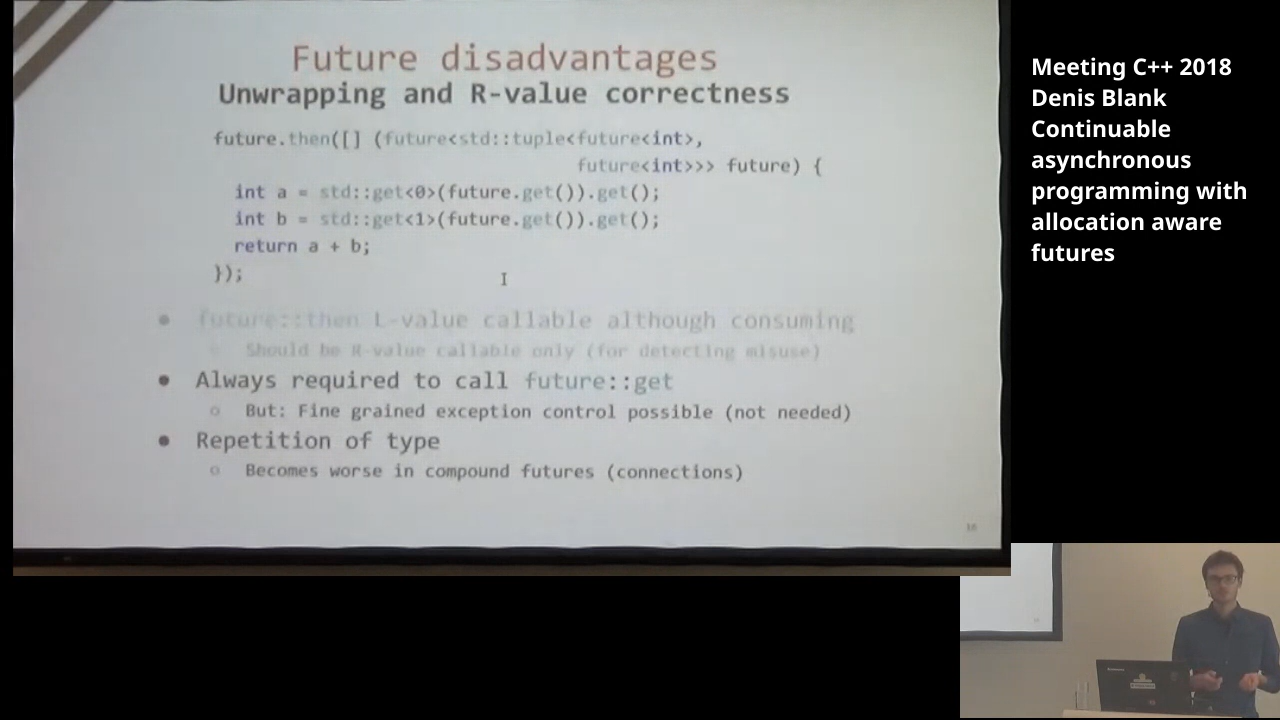 Future disadvantages
Unwrapping and R-value correctness
future.then([] (future<std::tuple<future<int>,
future<int>>> future) {
int a = std::get<0>(future.get()).get();
int b = std::get<1>(future.get()).get();
return a + b;
});
● future::then L-value callable although consuming
○ Should be R-value callable only (for detecting misuse)
● Always required to call future::get
○ But: Fine grained exception control possible (not needed)
● Repetition of type
○ Becomes worse in compound futures (connections)
Meeting C++ 2018
Denis Blank
Continuable
asynchronous
programming with
allocation aware
futures